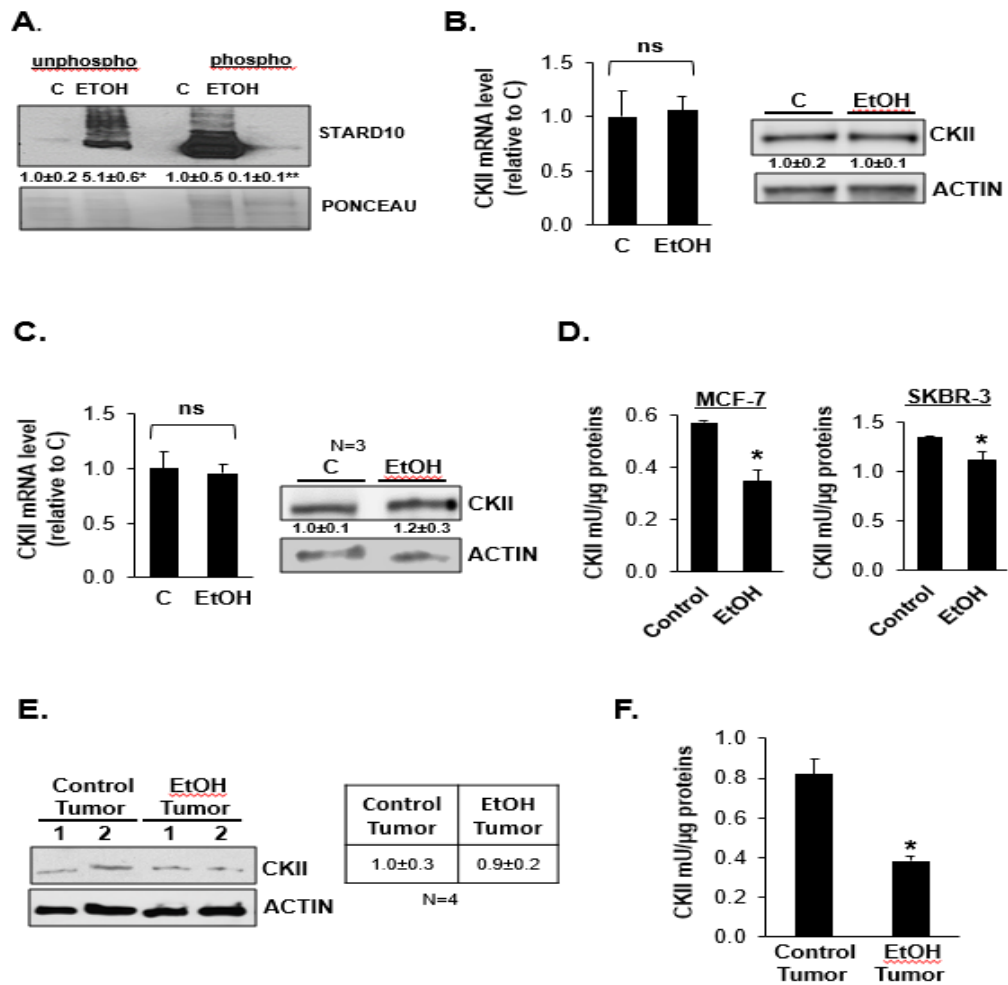 A.
unphospho phospho
C ETOH C ETOH
STARD10
1.0±0.2 5.1±0.6* 1.0±0.5 0.1±0.1**
PONCEAU
B.
ns
CKII mRNA level
(relative to C)
1.5
1.0
0.5
0.0
C EtOH
C EtOH
CKII
1.0±0.2 1.0±0.1
ACTIN
C.
ns
CKII mRNA level
(relative to C)
1.5
1.0
0.5
0.0
C EtOH
N=3
C EtOH
CKII
1.0±0.1 1.2±0.3
ACTIN
D.
MCF-7
CKII mU/µg proteins
0.6
0.4
0.2
0.0
*
Control EtOH
SKBR-3
CKII mU/µg proteins
1.5
1.0
0.5
0.0
*
Control EtOH
E.
Control EtOH
Tumor Tumor
1 2 1 2
CKII
ACTIN
Control EtOH
Tumor Tumor
1.0±0.3 0.9±0.2
N=4
F.
CKII mU/µg proteins
1.0
0.8
0.6
0.4
0.2
0.0
*
Control EtOH
Tumor Tumor